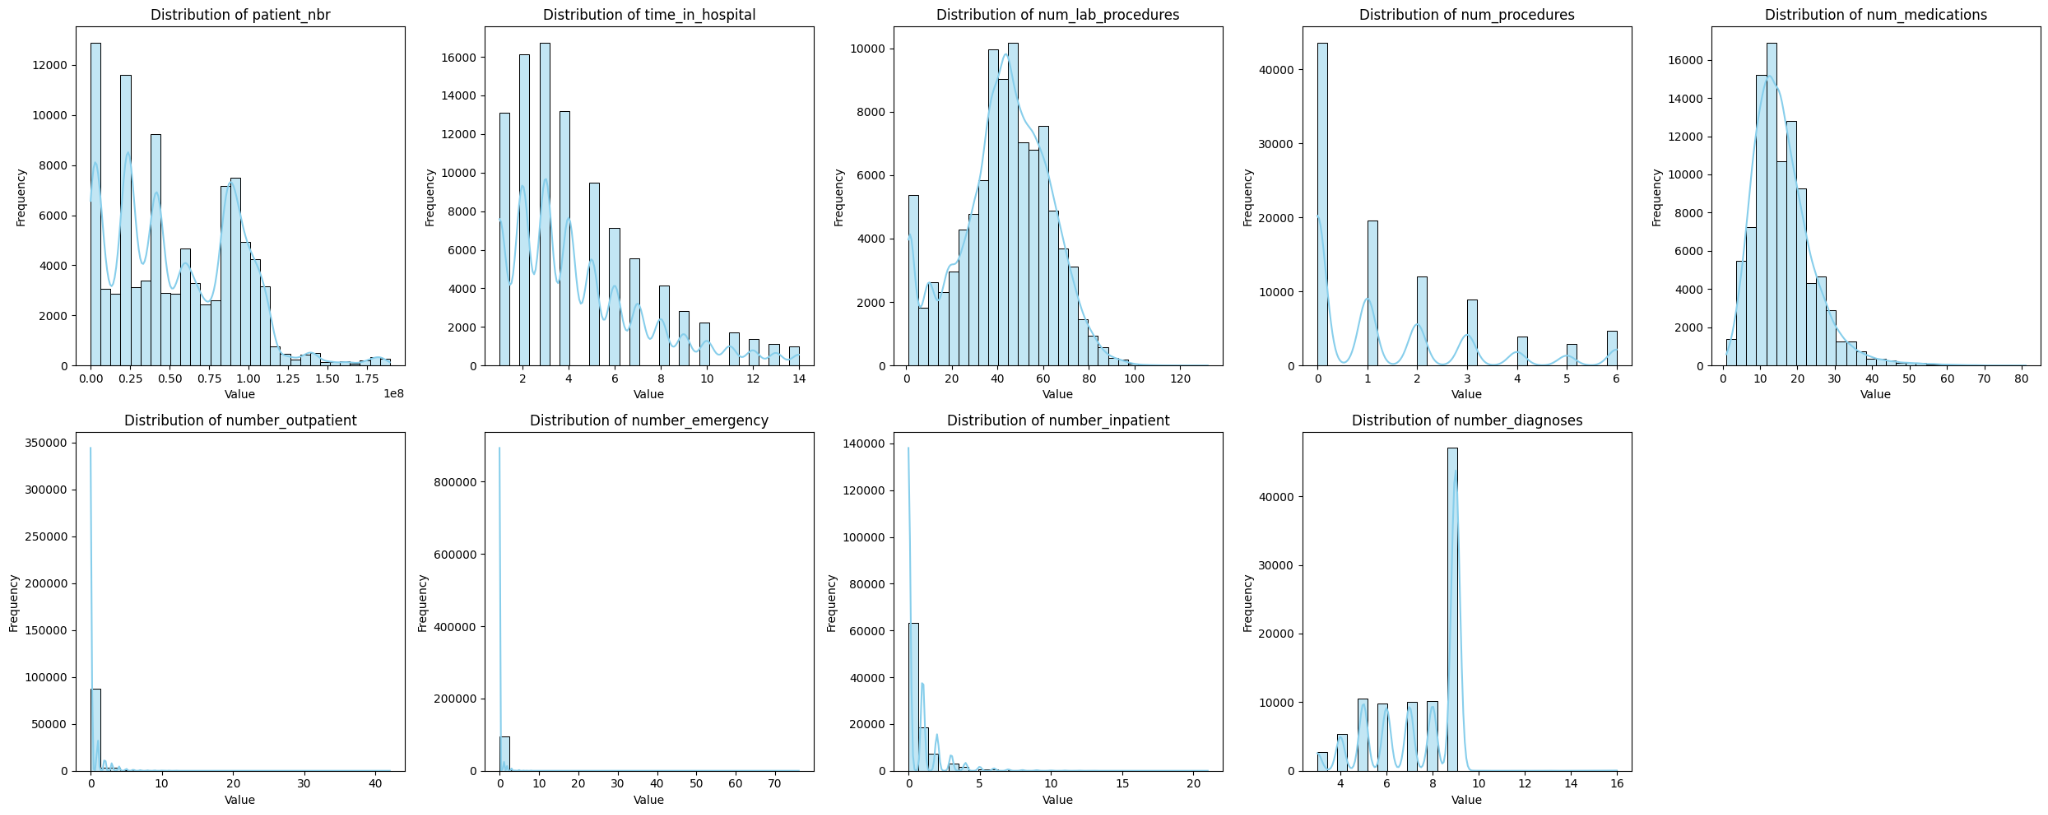 Distribution of patient_nbr
Frequency
12000
10000
8000
6000
4000
2000
0
0.00 0.25 0.50 0.75 1.00 1.25 1.50 1.75
1e8
Value
Distribution of time_in_hospital
Frequency
16000
14000
12000
10000
8000
6000
4000
2000
0
2 4 6 8 10 12 14
Value
Distribution of num_lab_procedures
Frequency
10000
8000
6000
4000
2000
0
0 20 40 60 80 100 120
Value
Distribution of num_procedures
Frequency
40000
30000
20000
10000
0
0 1 2 3 4 5 6
Value
Distribution of num_medications
Frequency
16000
14000
12000
10000
8000
6000
4000
2000
0
0 10 20 30 40 50 60 70 80
Value
Distribution of number_outpatient
Frequency
350000
300000
250000
200000
150000
100000
50000
0
0 10 20 30 40
Value
Distribution of number_emergency
Frequency
800000
600000
400000
200000
0
0 10 20 30 40 50 60 70
Value
Distribution of number_inpatient
Frequency
140000
120000
100000
80000
60000
40000
20000
0
0 5 10 15 20
Value
Distribution of number_diagnoses
Frequency
40000
30000
20000
10000
0
4 6 8 10 12 14 16
Value